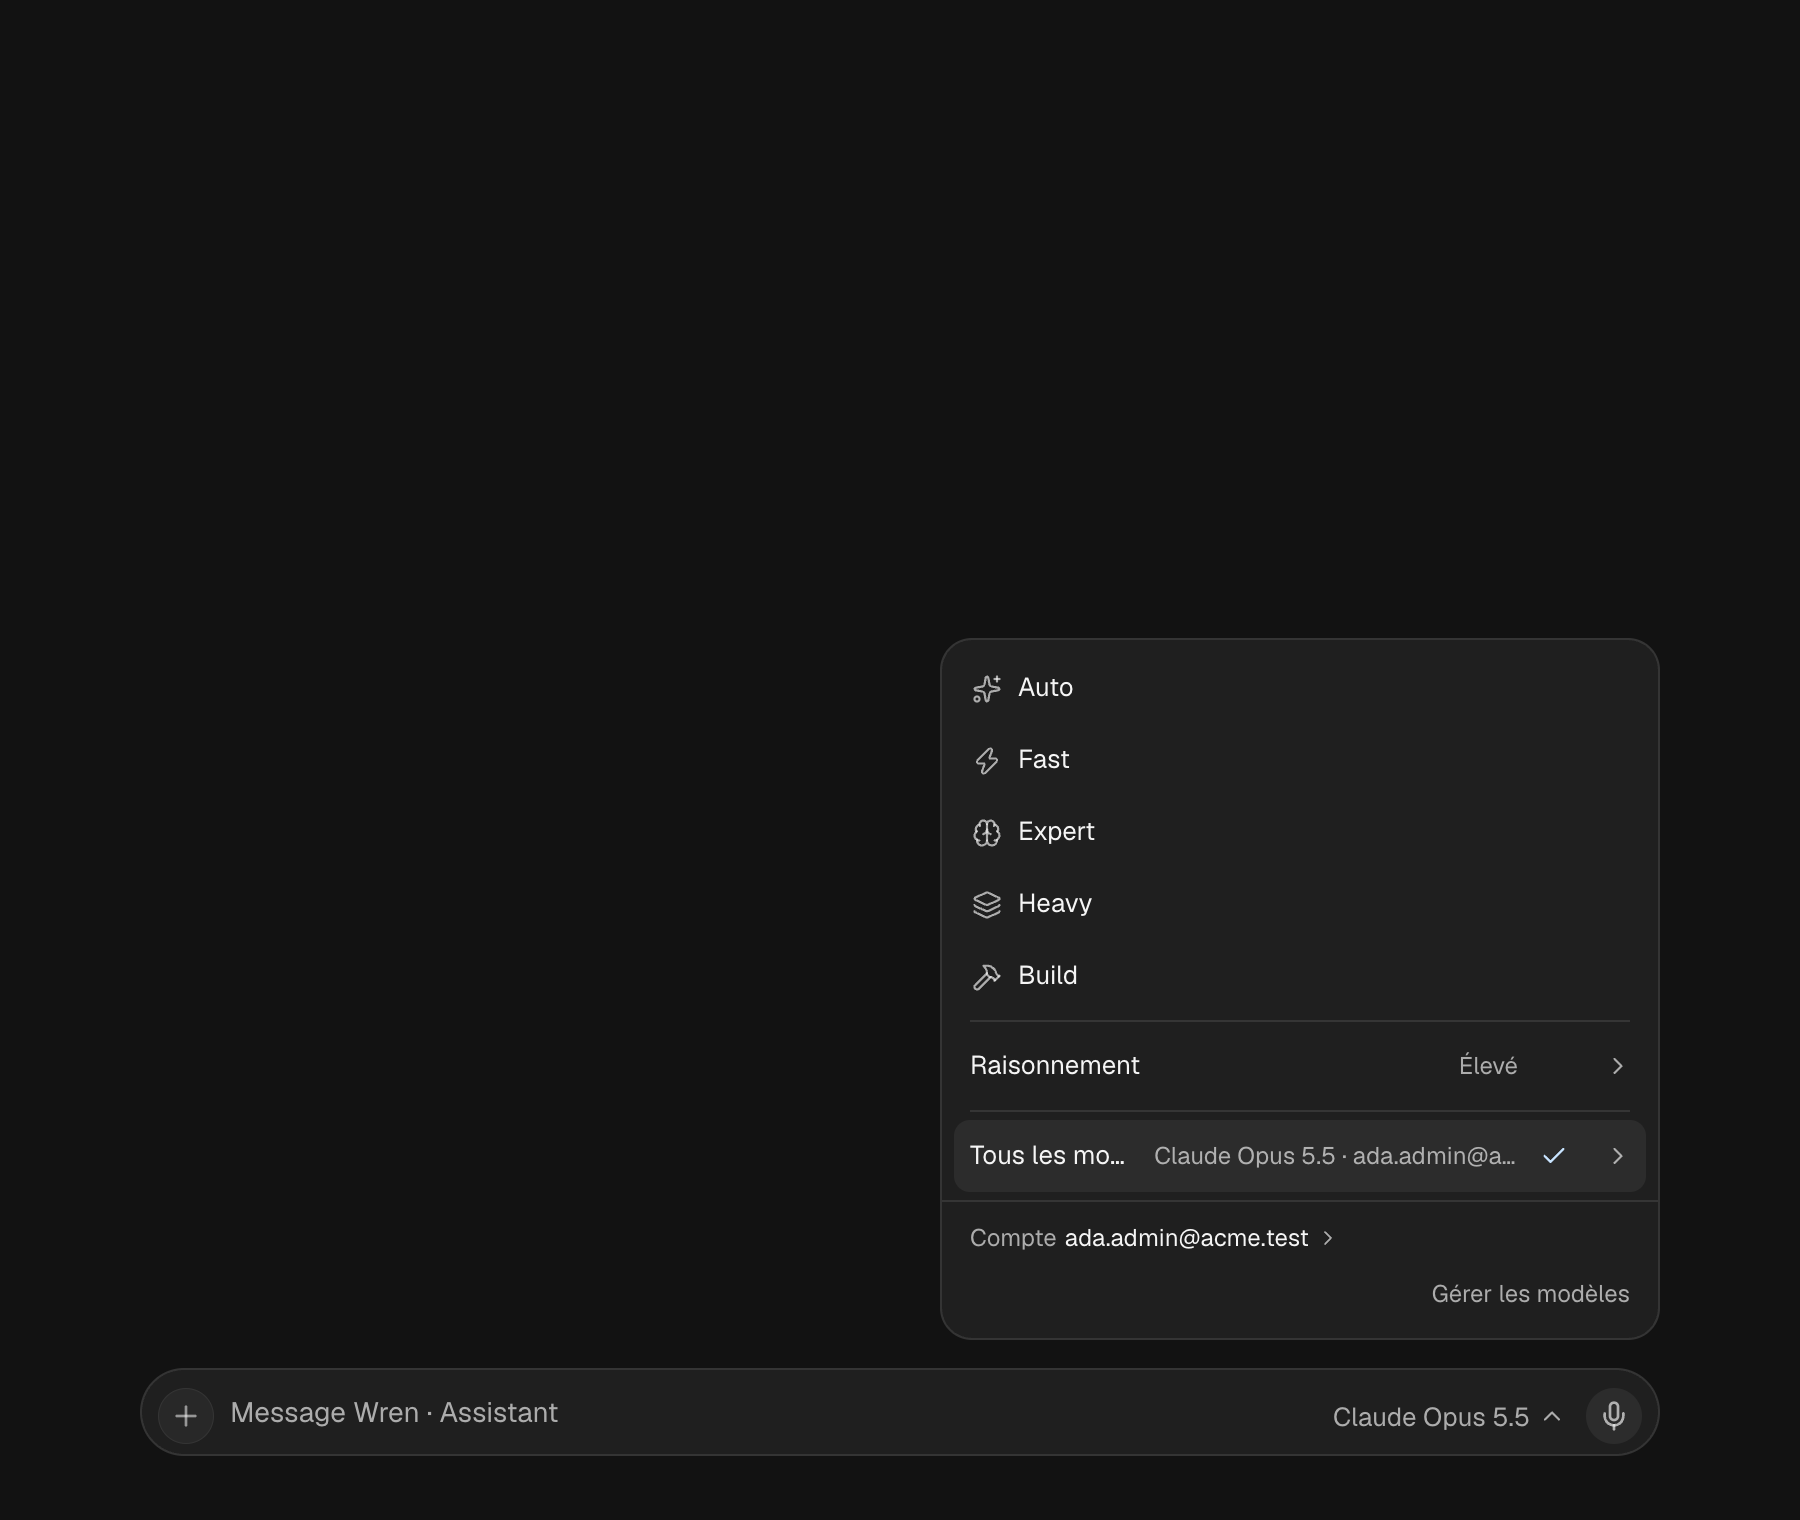 Auto
Fast
Expert
Heavy
Build
Raisonnement Élevé
Tous les mo... Claude Opus 5.5 · ada.admin@a...
Compte ada.admin@acme.test
Gérer les modèles
Message Wren · Assistant Claude Opus 5.5